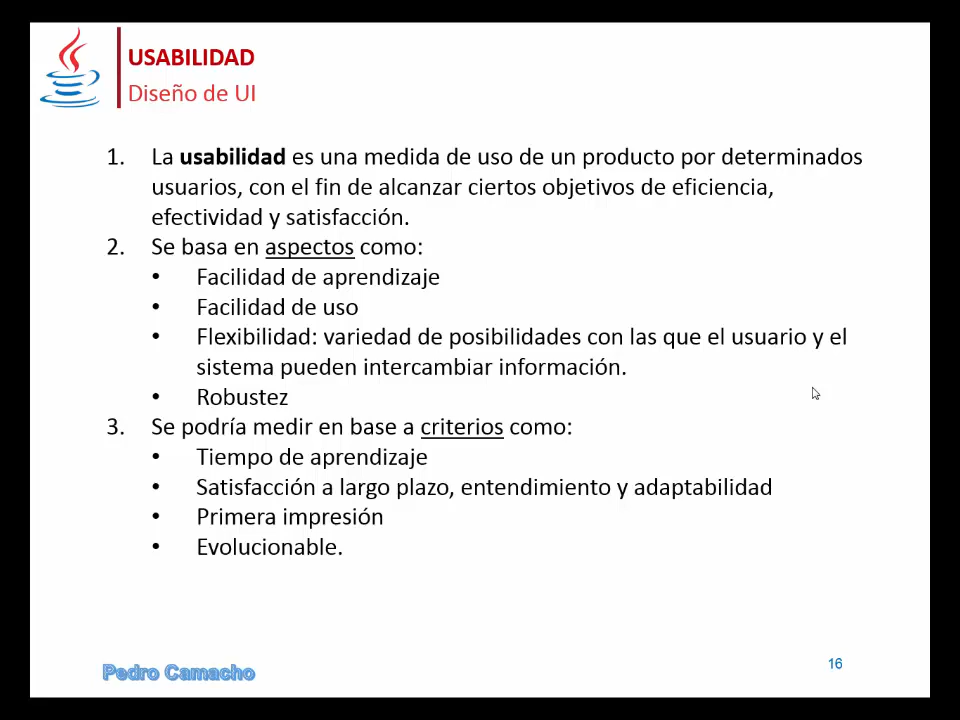 USABILIDAD
Diseño de UI
1. La usabilidad es una medida de uso de un producto por determinados
usuarios, con el fin de alcanzar ciertos objetivos de eficiencia,
efectividad y satisfacción.
2. Se basa en aspectos como:
• Facilidad de aprendizaje
• Facilidad de uso
• Flexibilidad: variedad de posibilidades con las que el usuario y el
sistema pueden intercambiar información.
• Robustez
3. Se podría medir en base a criterios como:
• Tiempo de aprendizaje
• Satisfacción a largo plazo, entendimiento y adaptabilidad
• Primera impresión
• Evolucionable.
Pedro Camacho
16